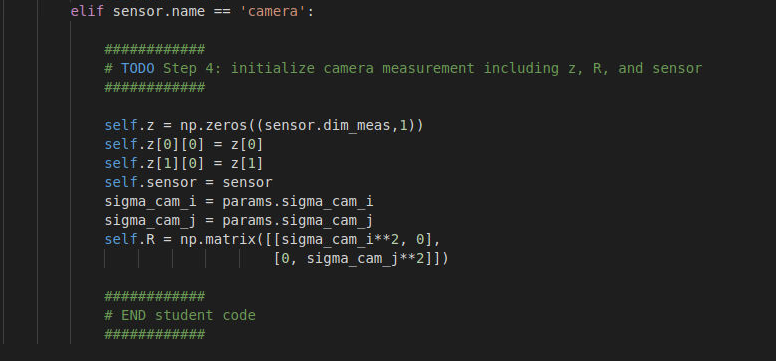 elif sensor.name == 'camera':
############
# TODO Step 4: initialize camera measurement including z, R, and sensor
############
self.z = np.zeros((sensor.dim_meas,1))
self.z[0][0] = z[0]
self.z[1][0] = z[1]
self.sensor = sensor
sigma_cam_i = params.sigma_cam_i
sigma_cam_j = params.sigma_cam_j
self.R = np.matrix([[sigma_cam_i**2, 0],
[0, sigma_cam_j**2]])
############
# END student code
############